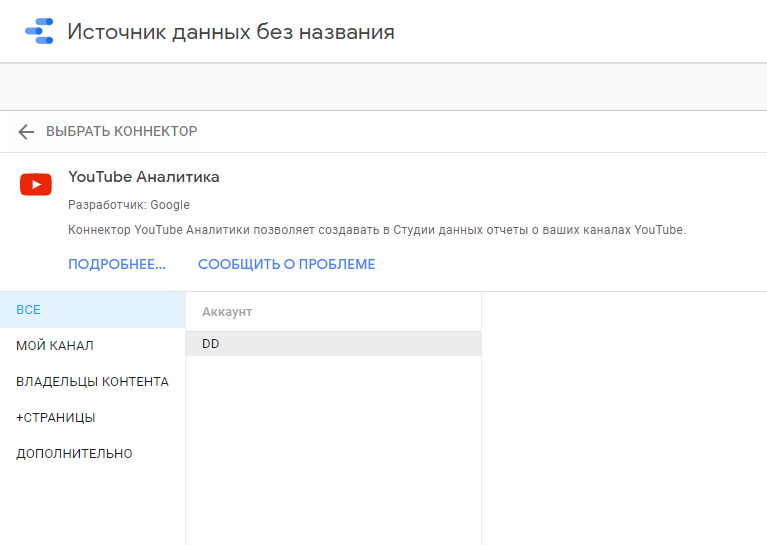 Источник данных без названия
ВЫБРАТЬ КОННЕКТОР
YouTube Аналитика
Разработчик: Google
Коннектор YouTube Аналитики позволяет создавать в Студии данных отчеты о ваших каналах YouTube.
ПОДРОБНЕЕ... СООБЩИТЬ О ПРОБЛЕМЕ
ВСЕ
МОЙ КАНАЛ
ВЛАДЕЛЬЦЫ КОНТЕНТА
+СТРАНИЦЫ
ДОПОЛНИТЕЛЬНО
Аккаунт
DD